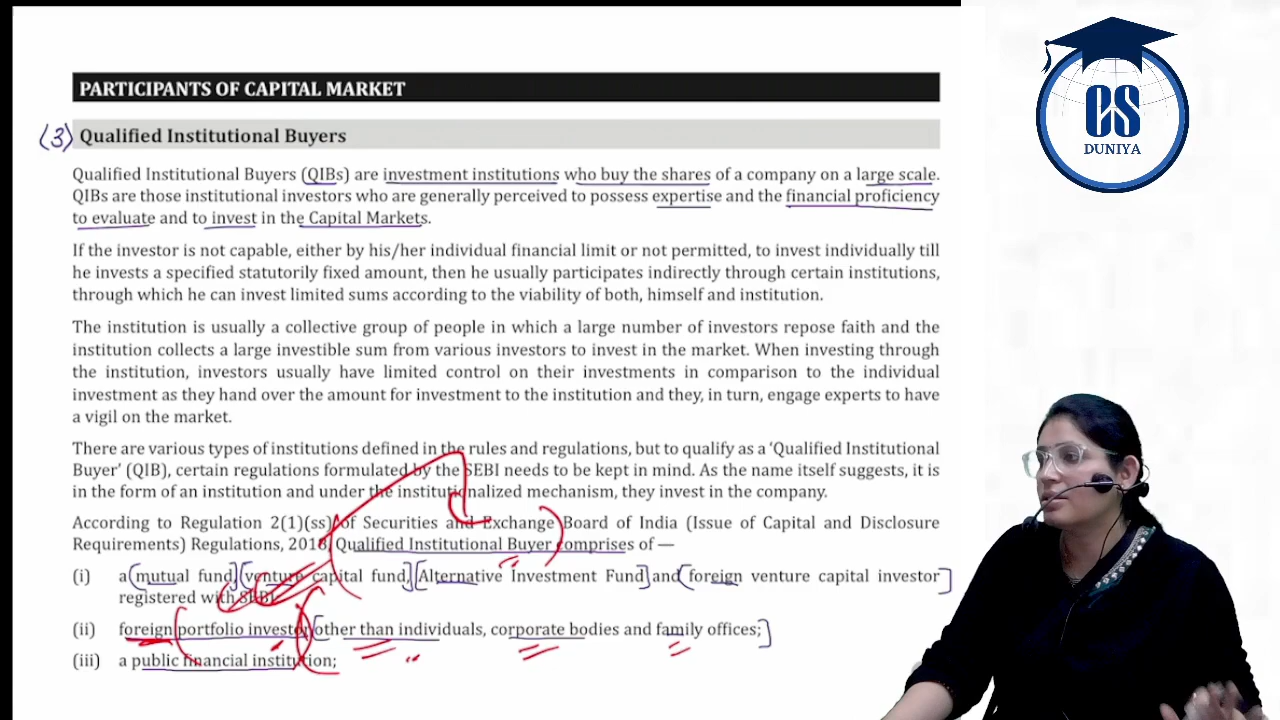 PARTICIPANTS OF CAPITAL MARKET
(3) Qualified Institutional Buyers
Qualified Institutional Buyers (QIBs) are investment institutions who buy the shares of a company on a large scale.
QIBs are those institutional investors who are generally perceived to possess expertise and the financial proficiency
to evaluate and to invest in the Capital Markets.
If the investor is not capable, either by his/her individual financial limit or not permitted, to invest individually till
he invests a specified statutorily fixed amount, then he usually participates indirectly through certain institutions,
through which he can invest limited sums according to the viability of both, himself and institution.
The institution is usually a collective group of people in which a large number of investors repose faith and the
institution collects a large investible sum from various investors to invest in the market. When investing through
the institution, investors usually have limited control on their investments in comparison to the individual
investment as they hand over the amount for investment to the institution and they, in turn, engage experts to have
a vigil on the market.
There are various types of institutions defined in the rules and regulations, but to qualify as a ‘Qualified Institutional
Buyer’ (QIB), certain regulations formulated by the SEBI needs to be kept in mind. As the name itself suggests, it is
in the form of an institution and under the institutionalized mechanism, they invest in the company.
According to Regulation 2(1)(ss) of Securities and Exchange Board of India (Issue of Capital and Disclosure
Requirements) Regulations, 2018, Qualified Institutional Buyer comprises of —
(i) a mutual fund, venture capital fund, Alternative Investment Fund and foreign venture capital investor
registered with SEBI;
(ii) foreign portfolio investor other than individuals, corporate bodies and family offices;
(iii) a public financial institution;
CS
DUNIYA